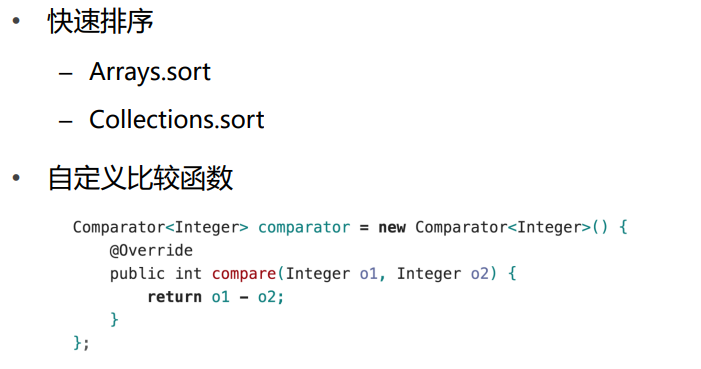 • 快速排序
– Arrays.sort
– Collections.sort
• 自定义比较函数
Comparator<Integer> comparator = new Comparator<Integer>() {
    @Override
    public int compare(Integer o1, Integer o2) {
        return o1 - o2;
    }
};